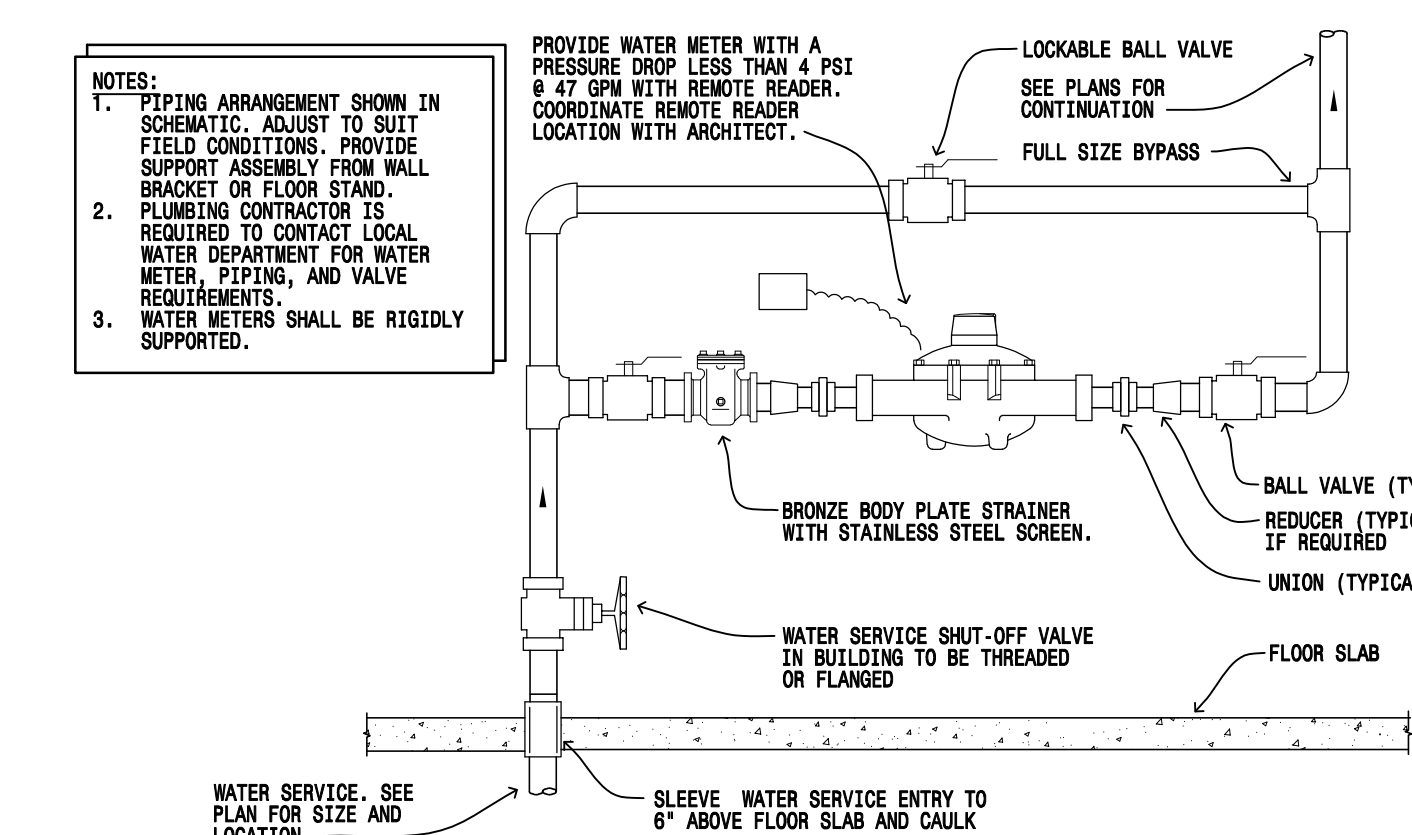 NOTES:
1. PIPING ARRANGEMENT SHOWN IN
SCHEMATIC. ADJUST TO SUIT
FIELD CONDITIONS. PROVIDE
SUPPORT ASSEMBLY FROM WALL
BRACKET OR FLOOR STAND.
2. PLUMBING CONTRACTOR IS
REQUIRED TO CONTACT LOCAL
WATER DEPARTMENT FOR WATER
METER, PIPING, AND VALVE
REQUIREMENTS.
3. WATER METERS SHALL BE RIGIDLY
SUPPORTED.
PROVIDE WATER METER WITH A
PRESSURE DROP LESS THAN 4 PSI
@ 47 GPM WITH REMOTE READER.
COORDINATE REMOTE READER
LOCATION WITH ARCHITECT.
LOCKABLE BALL VALVE
SEE PLANS FOR
CONTINUATION
FULL SIZE BYPASS
BALL VALVE (TY
REDUCER (TYPIC
IF REQUIRED
UNION (TYPICA
BRONZE BODY PLATE STRAINER
WITH STAINLESS STEEL SCREEN.
WATER SERVICE SHUT-OFF VALVE
IN BUILDING TO BE THREADED
OR FLANGED
FLOOR SLAB
WATER SERVICE. SEE
PLAN FOR SIZE AND
LOCATION
SLEEVE WATER SERVICE ENTRY TO
6" ABOVE FLOOR SLAB AND CAULK